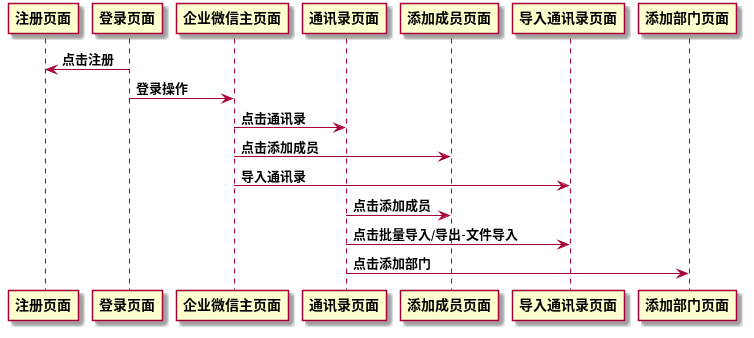 注册页面 登录页面 企业微信主页面 通讯录页面 添加成员页面 导入通讯录页面 添加部门页面
点击注册
登录操作
点击通讯录
点击添加成员
导入通讯录
点击添加成员
点击批量导入/导出-文件导入
点击添加部门
注册页面 登录页面 企业微信主页面 通讯录页面 添加成员页面 导入通讯录页面 添加部门页面